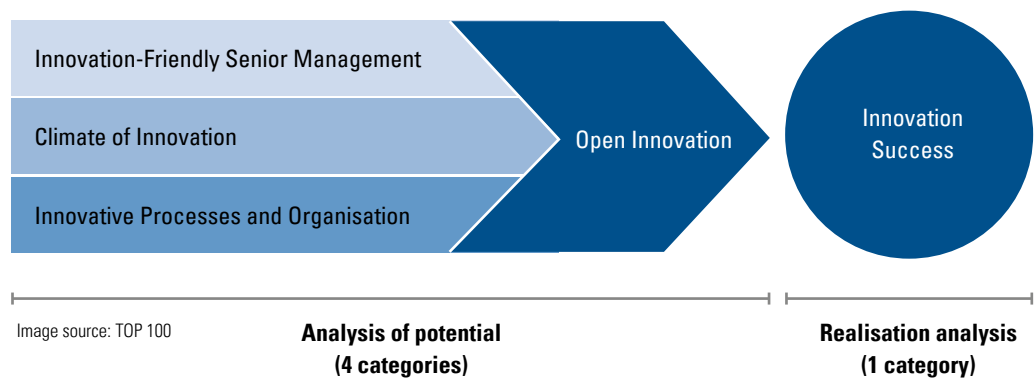 Innovation-Friendly Senior Management
Climate of Innovation
Innovative Processes and Organisation
Open Innovation
Innovation
Success
Image source: TOP 100
Analysis of potential
(4 categories)
Realisation analysis
(1 category)